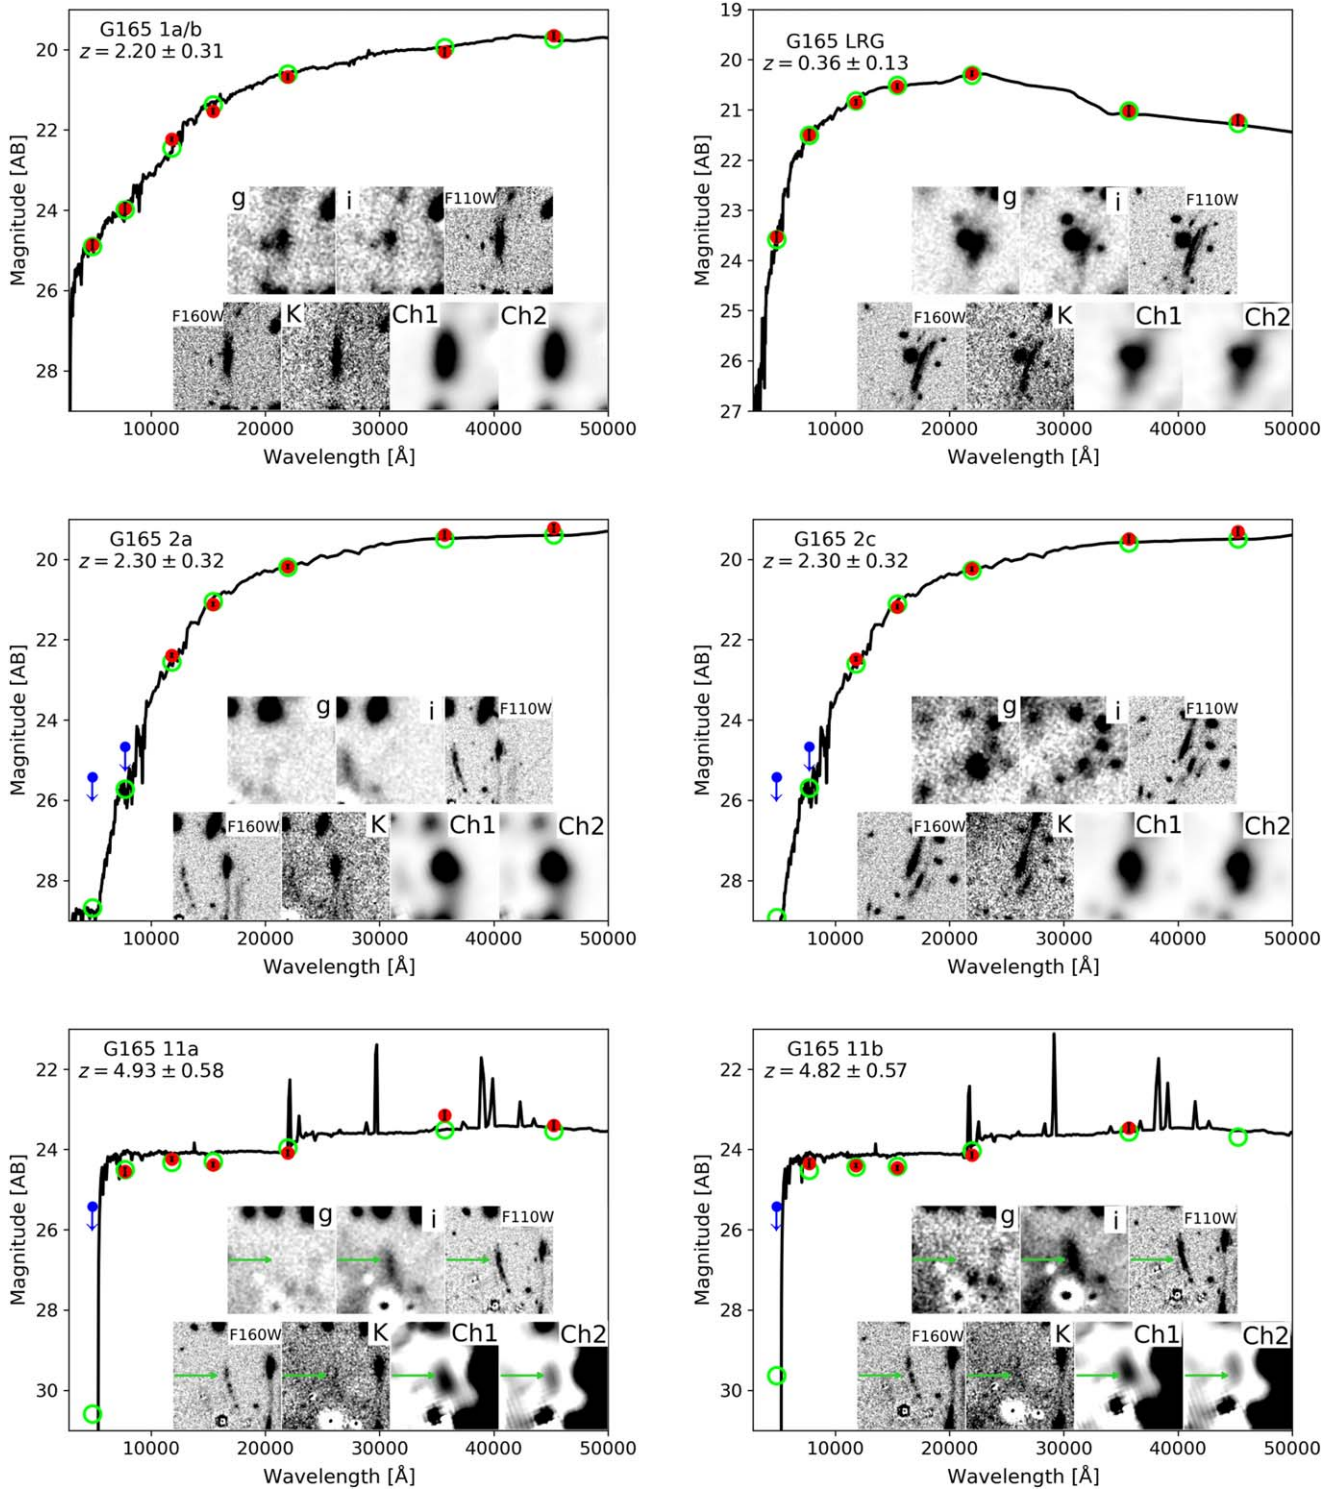 G165 1a/b
z = 2.20 ± 0.31
20
22
24
26
28
Magnitude [AB]
g
i
F110W
F160W
K
Ch1
Ch2
10000 20000 30000 40000 50000
Wavelength [Å]
G165 LRG
z = 0.36 ± 0.13
19
20
21
22
23
24
25
26
27
Magnitude [AB]
g
i
F110W
F160W
K
Ch1
Ch2
10000 20000 30000 40000 50000
Wavelength [Å]
G165 2a
z = 2.30 ± 0.32
20
22
24
26
28
Magnitude [AB]
g
i
F110W
F160W
K
Ch1
Ch2
10000 20000 30000 40000 50000
Wavelength [Å]
G165 2c
z = 2.30 ± 0.32
20
22
24
26
28
Magnitude [AB]
g
i
F110W
F160W
K
Ch1
Ch2
10000 20000 30000 40000 50000
Wavelength [Å]
G165 11a
z = 4.93 ± 0.58
22
24
26
28
30
Magnitude [AB]
g
i
F110W
F160W
K
Ch1
Ch2
10000 20000 30000 40000 50000
Wavelength [Å]
G165 11b
z = 4.82 ± 0.57
22
24
26
28
30
Magnitude [AB]
g
i
F110W
F160W
K
Ch1
Ch2
10000 20000 30000 40000 50000
Wavelength [Å]